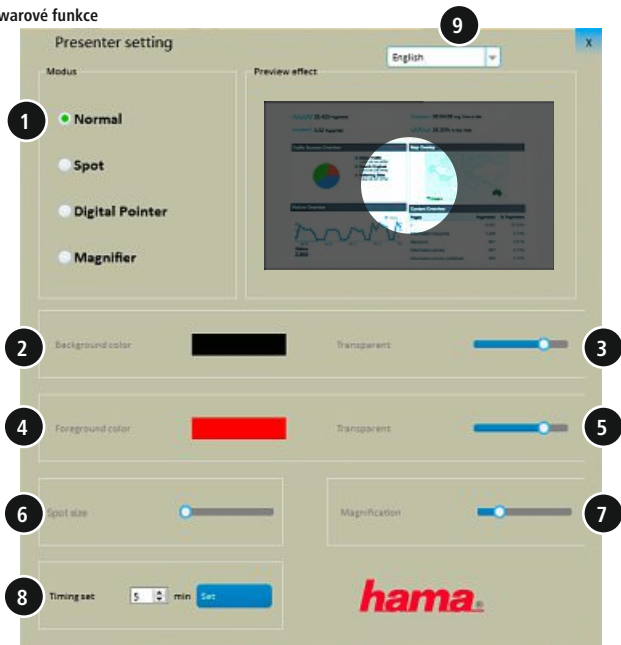 warové funkce
9
Presenter setting
x
English
Modus
Preview effect
1
Normal
Spot
Digital Pointer
Magnifier
2
Background color
Transparent
3
4
Foreground color
Transparent
5
6
Spot size
Magnification
7
8
Timing set
5
min
Set
hama